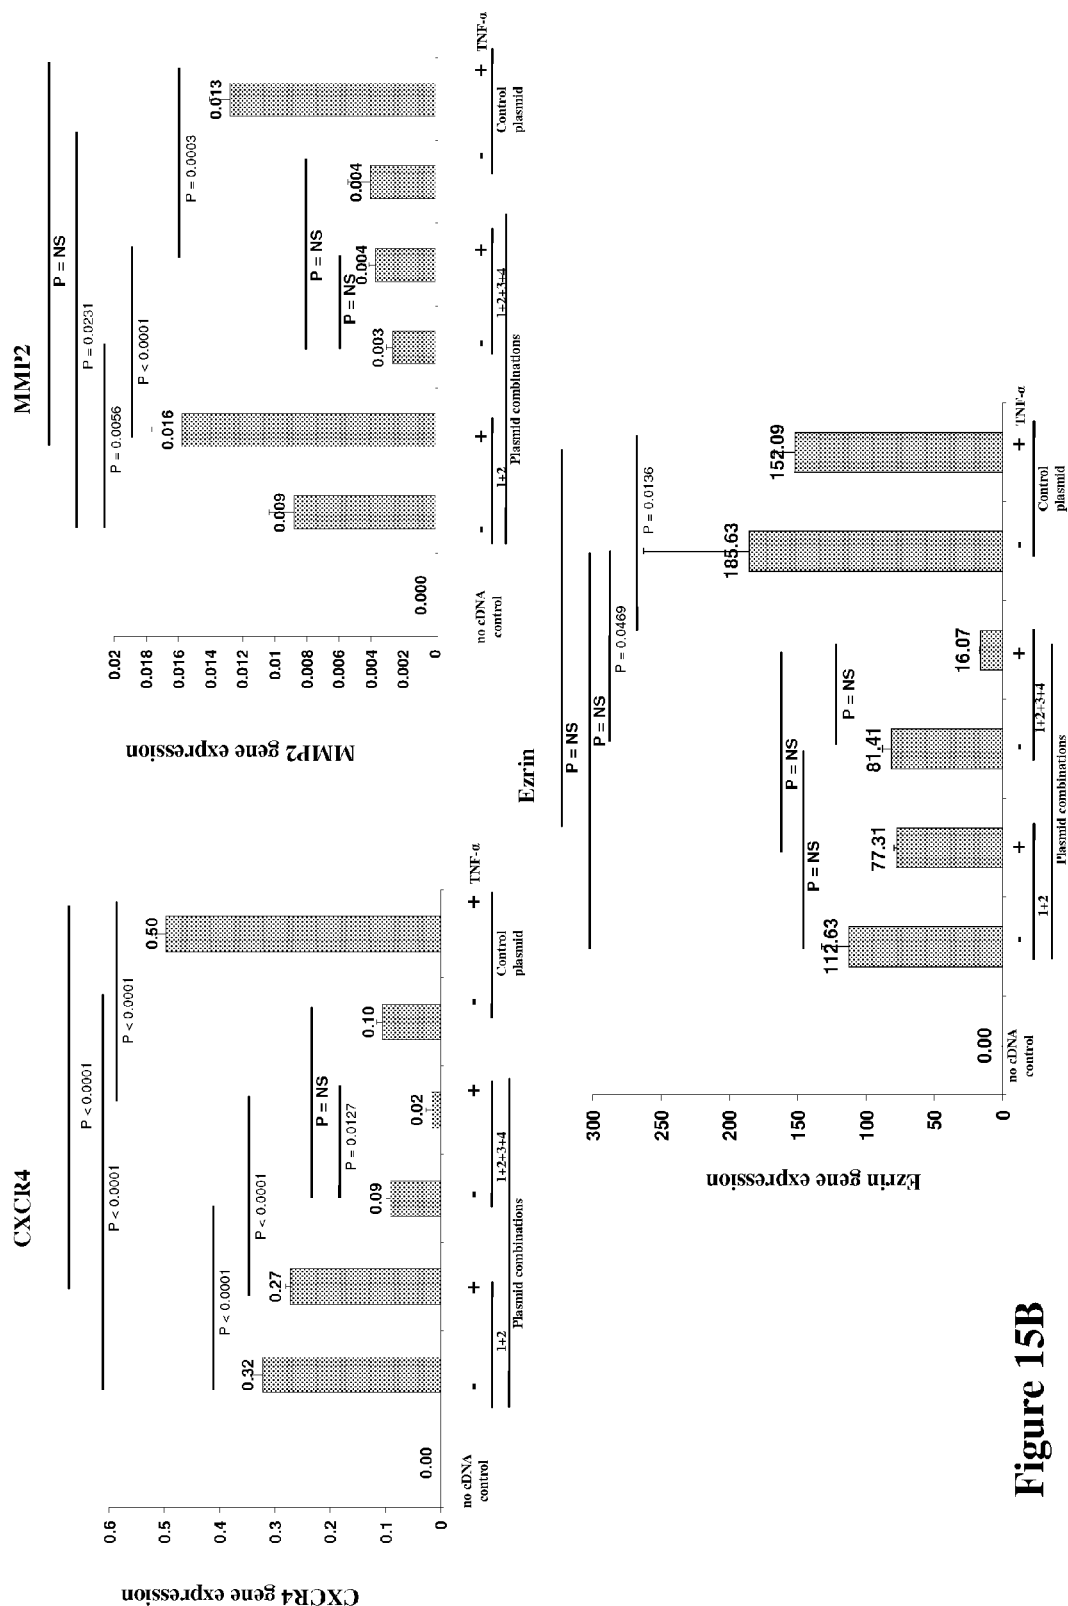 CXCR4
CXCR4 gene expression
0.6
0.5
0.4
0.3
0.2
0.1
0
P < 0.0001
P < 0.0001
P < 0.0001
P < 0.0001
P < 0.0001
P = NS
P = 0.0127
0.00
0.32
0.27
0.09
0.02
0.10
0.50
no cDNA
control
- + - + - + TNF-α
1+2
1+2+3+4
Plasmid combinations
Control
plasmid
MMP2
MMP2 gene expression
0.02
0.018
0.016
0.014
0.012
0.01
0.008
0.006
0.004
0.002
0
P = NS
P = 0.0231
P = 0.0056
P < 0.0001
P = 0.0003
P = NS
P = NS
0.000
0.009
0.016
0.003
0.004
0.004
0.013
no cDNA
control
- + - + - + TNF-α
1+2
1+2+3+4
Plasmid combinations
Control
plasmid
Ezrin
Ezrin gene expression
300
250
200
150
100
50
0
P = NS
P = NS
P = 0.0469
P = 0.0136
P = NS
P = NS
P = NS
0.00
112.63
77.31
81.41
16.07
185.63
152.09
no cDNA
control
- + - + - + TNF-α
1+2
1+2+3+4
Plasmid combinations
Control
plasmid
Figure 15B